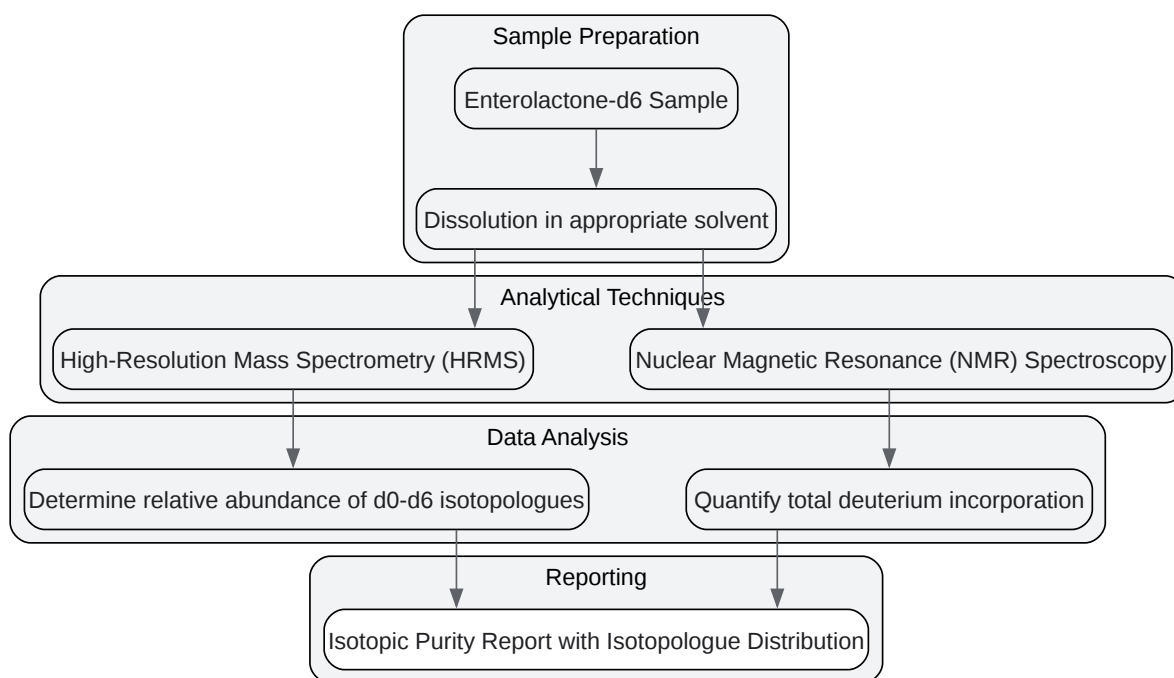 Sample Preparation
Enterolactone-d6 Sample
Dissolution in appropriate solvent
Analytical Techniques
High-Resolution Mass Spectrometry (HRMS)
Nuclear Magnetic Resonance (NMR) Spectroscopy
Data Analysis
Determine relative abundance of d0-d6 isotopologues
Quantify total deuterium incorporation
Reporting
Isotopic Purity Report with Isotopologue Distribution